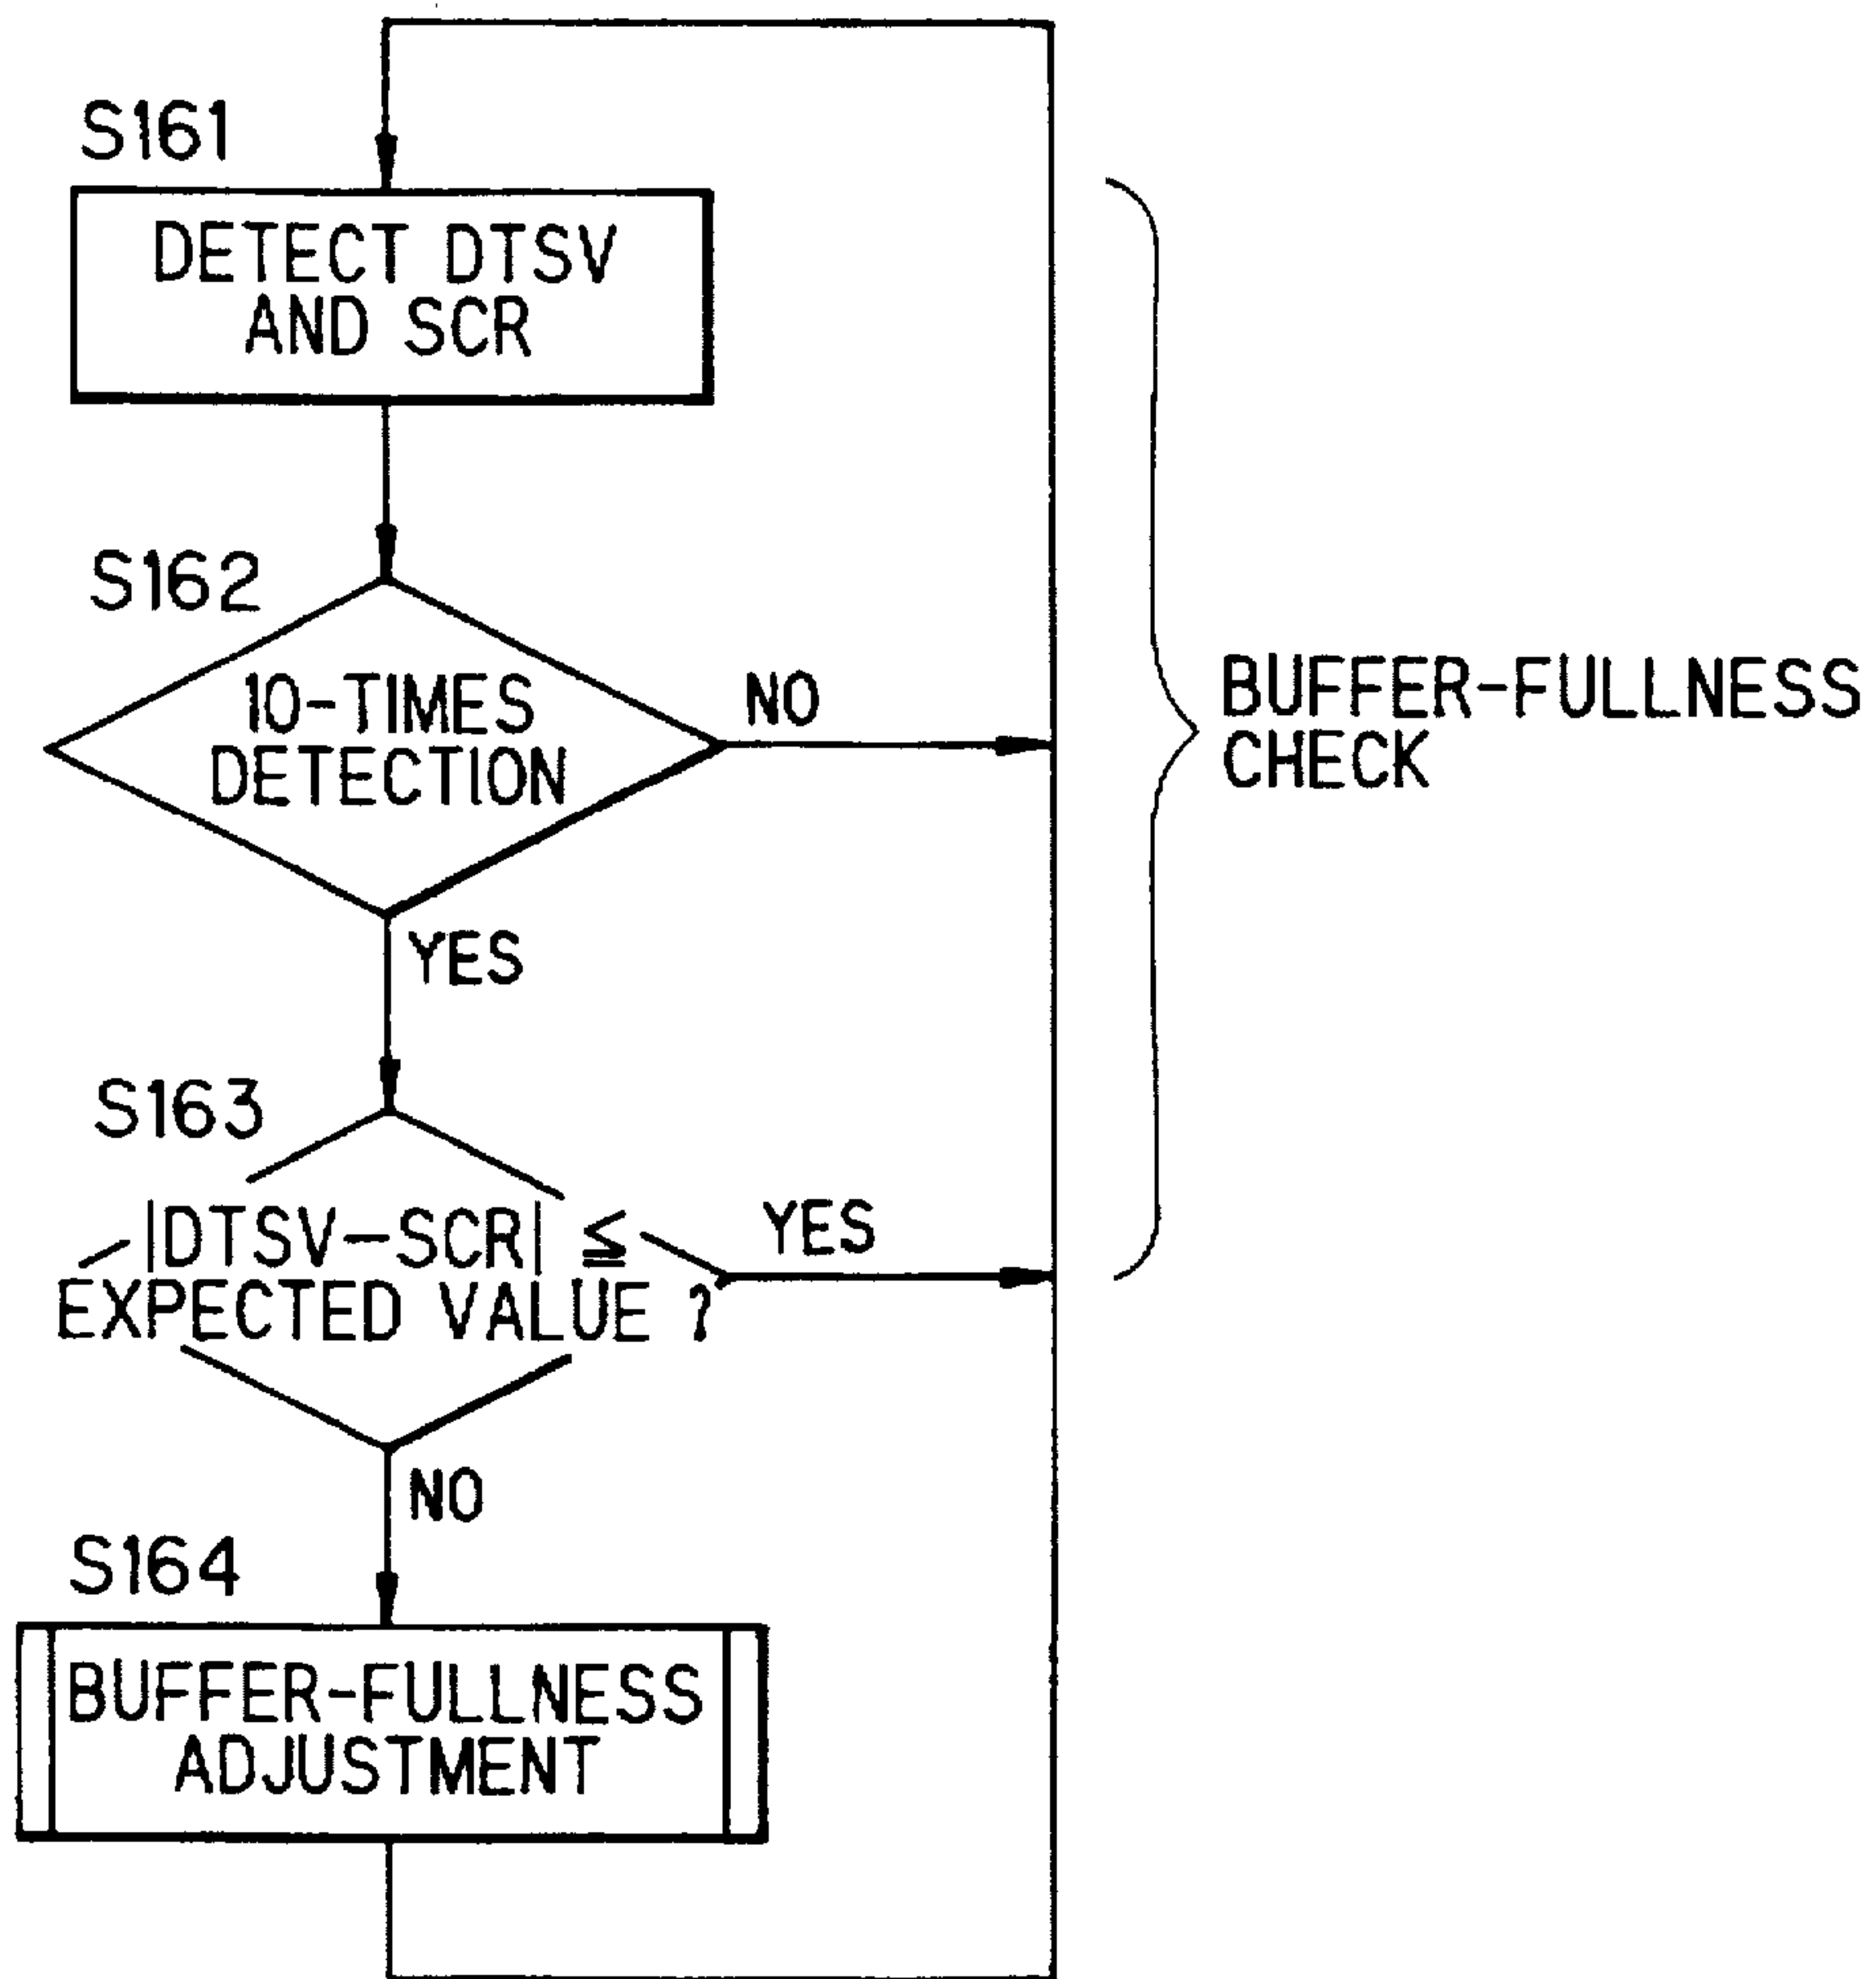 S161
DETECT DTSV
AND SCR
S162
10-TIMES
DETECTION
NO
YES
BUFFER-FULLNESS
CHECK
S163
|DTSV-SCR| ≦
EXPECTED VALUE ?
YES
NO
S164
BUFFER-FULLNESS
ADJUSTMENT